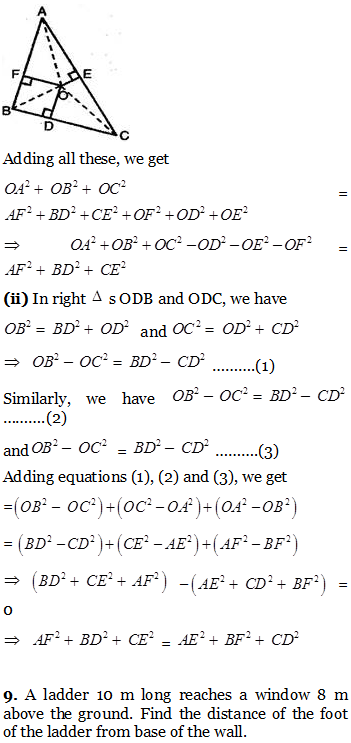 A
F
E
O
B
D
C
Adding all these, we get
OA² + OB² + OC² =
AF² + BD² + CE² + OF² + OD² + OE²
⇒ OA² + OB² + OC² – OD² – OE² – OF² =
AF² + BD² + CE²
(ii) In right Δ s ODB and ODC, we have
OB² = BD² + OD² and OC² = OD² + CD²
⇒ OB² – OC² = BD² – CD² ..........(1)
Similarly, we have OB² – OC² = BD² – CD²
..........(2)
and OB² – OC² = BD² – CD² ..........(3)
Adding equations (1), (2) and (3), we get
=(OB² – OC²)+(OC² – OA²)+(OA² – OB²)
= (BD² – CD²)+(CE² – AE²)+(AF² – BF²)
⇒ (BD² + CE² + AF²) –(AE² + CD² + BF²) =
0
⇒ AF² + BD² + CE² = AE² + BF² + CD²
9. A ladder 10 m long reaches a window 8 m
above the ground. Find the distance of the foot
of the ladder from base of the wall.